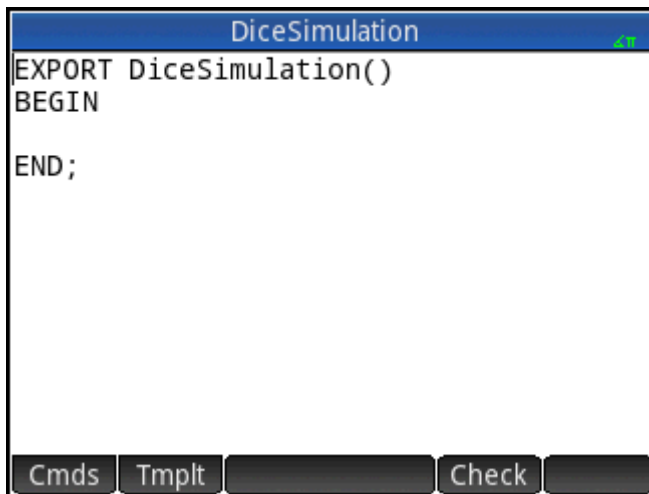 DiceSimulation
∠π
EXPORT DiceSimulation()
BEGIN
END;
Cmds Tmplt Check